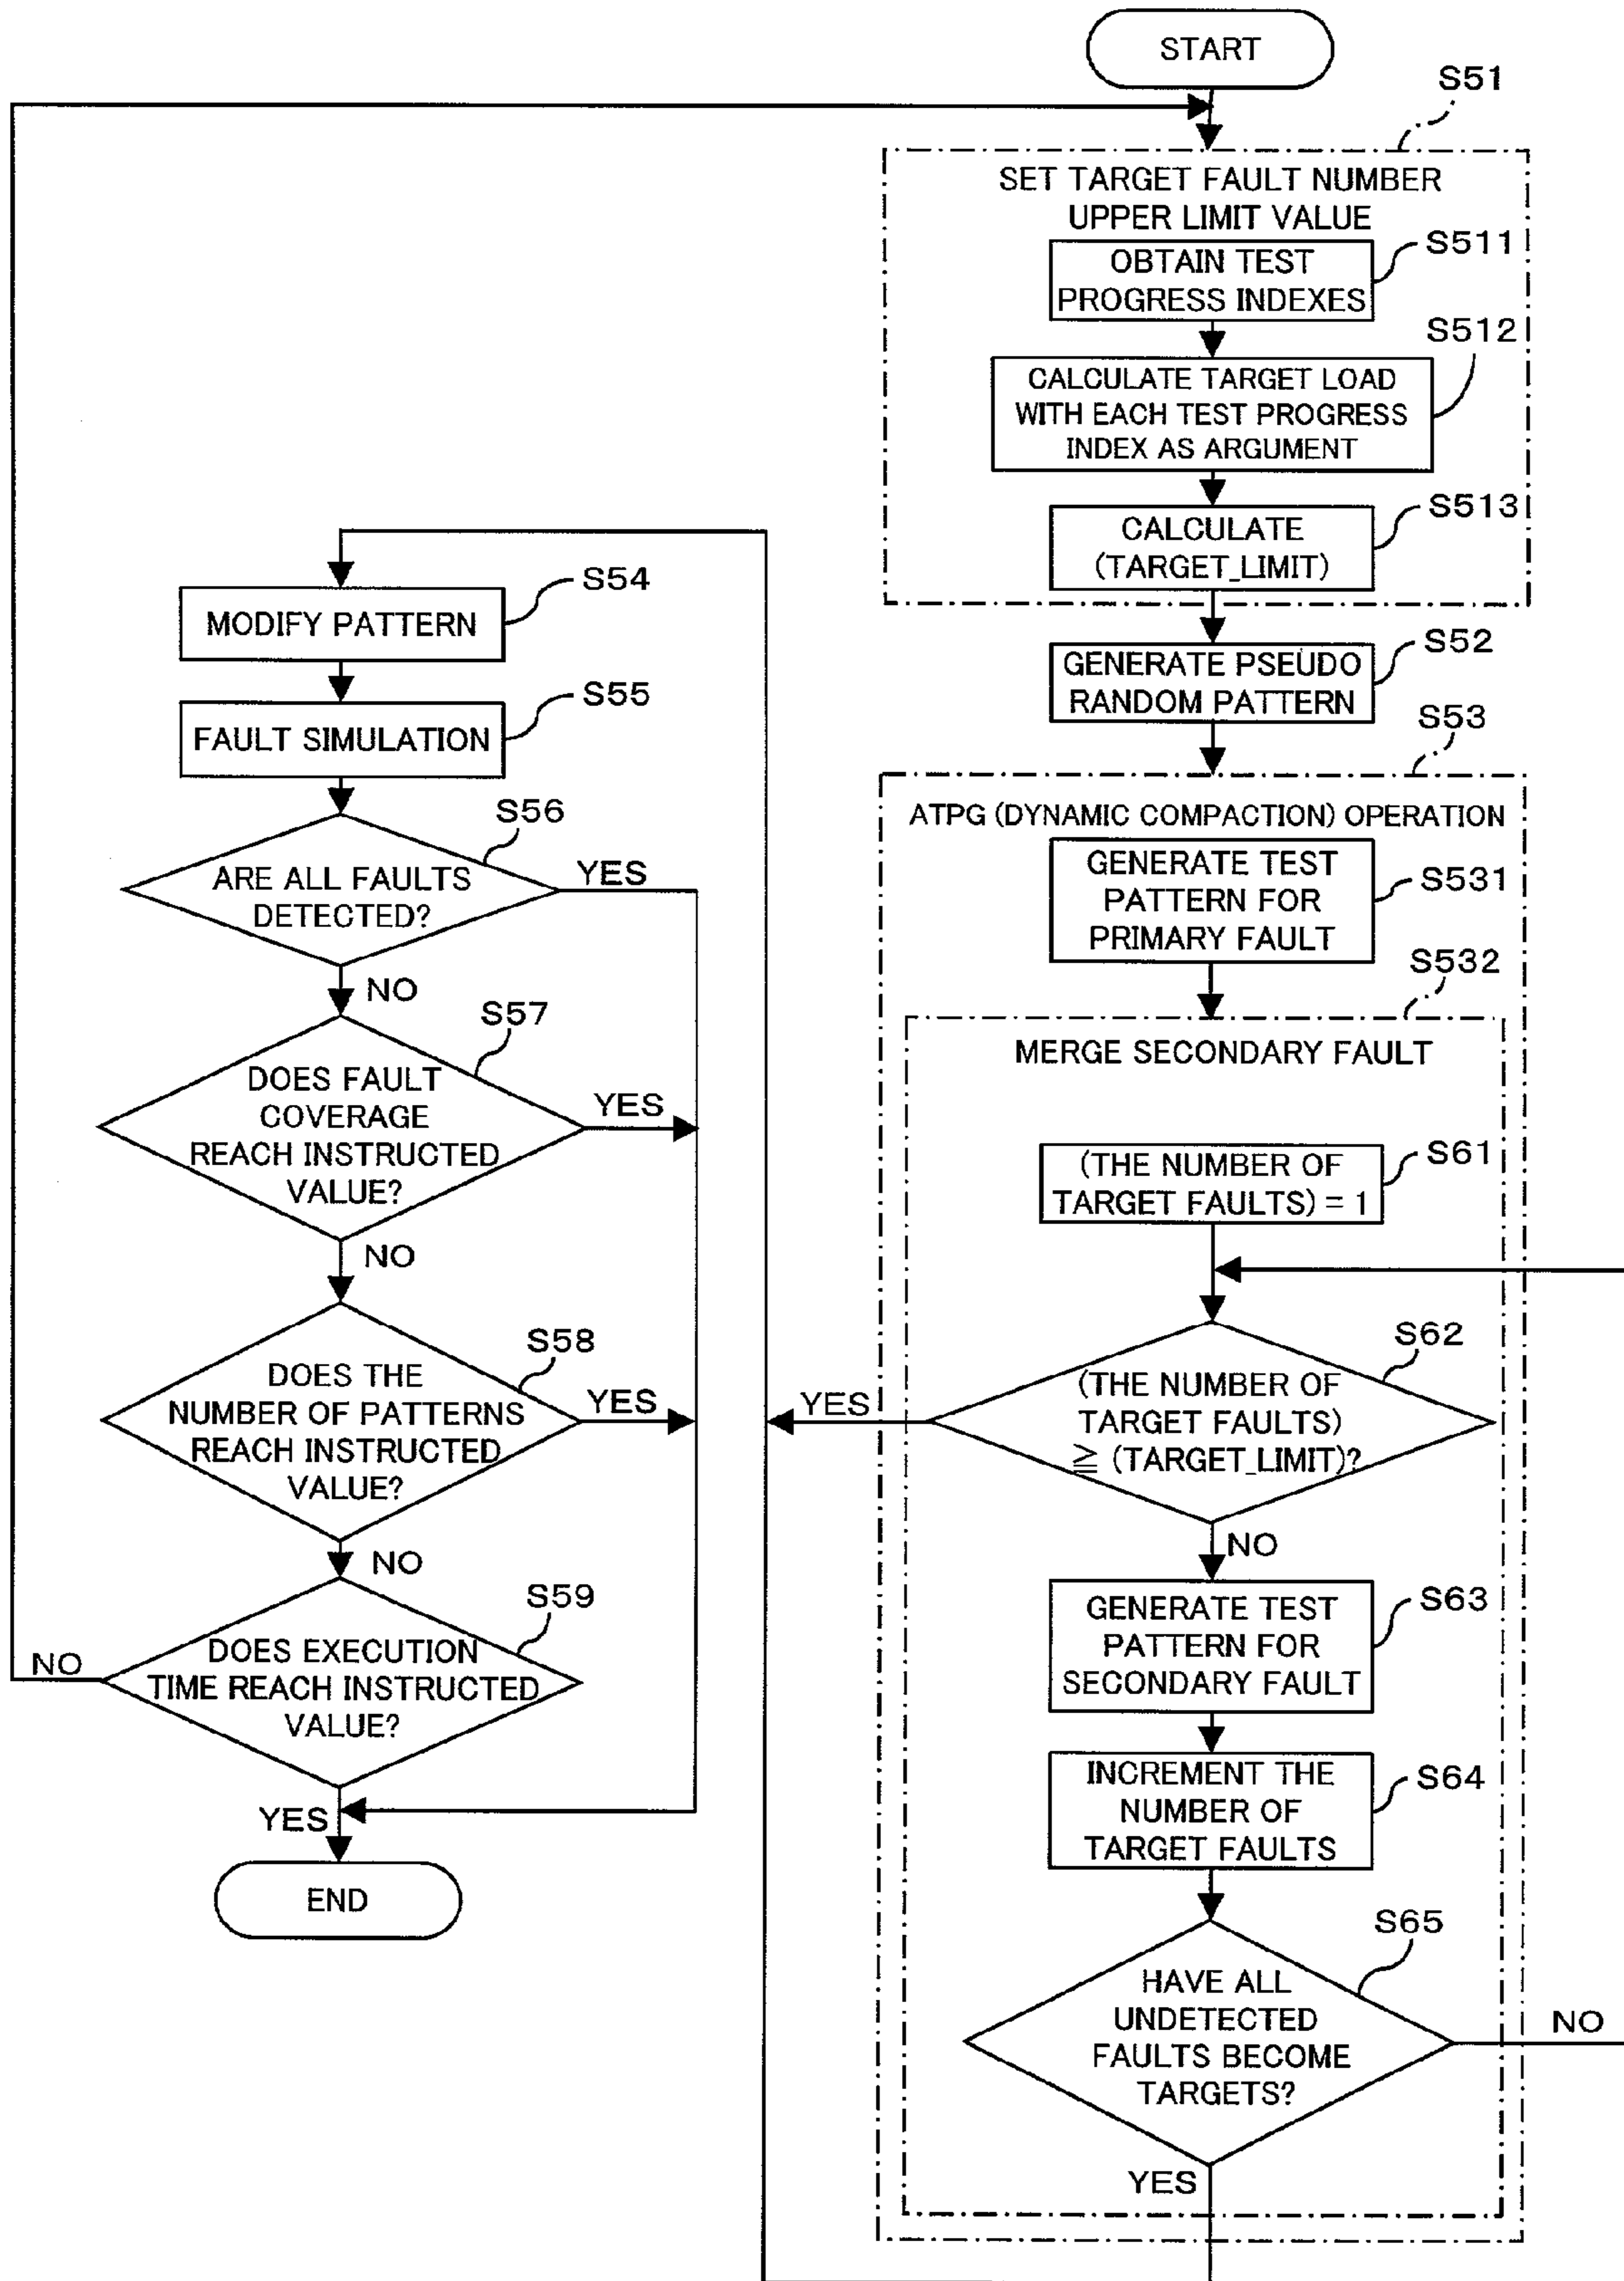 START
S51
SET TARGET FAULT NUMBER
UPPER LIMIT VALUE
S511
OBTAIN TEST
PROGRESS INDEXES
S512
CALCULATE TARGET LOAD
WITH EACH TEST PROGRESS
INDEX AS ARGUMENT
S513
CALCULATE
(TARGET_LIMIT)
S52
GENERATE PSEUDO
RANDOM PATTERN
S53
ATPG (DYNAMIC COMPACTION) OPERATION
GENERATE TEST
PATTERN FOR
PRIMARY FAULT
S531
S532
MERGE SECONDARY FAULT
S61
(THE NUMBER OF
TARGET FAULTS) = 1
S62
(THE NUMBER OF
TARGET FAULTS)
≧ (TARGET_LIMIT)?
YES
NO
GENERATE TEST
PATTERN FOR
SECONDARY FAULT
S63
INCREMENT THE
NUMBER OF
TARGET FAULTS
S64
S65
HAVE ALL
UNDETECTED
FAULTS BECOME
TARGETS?
NO
YES
S54
MODIFY PATTERN
S55
FAULT SIMULATION
S56
ARE ALL FAULTS
DETECTED?
YES
NO
S57
DOES FAULT
COVERAGE
REACH INSTRUCTED
VALUE?
YES
NO
S58
DOES THE
NUMBER OF PATTERNS
REACH INSTRUCTED
VALUE?
YES
NO
S59
DOES EXECUTION
TIME REACH INSTRUCTED
VALUE?
NO
YES
END